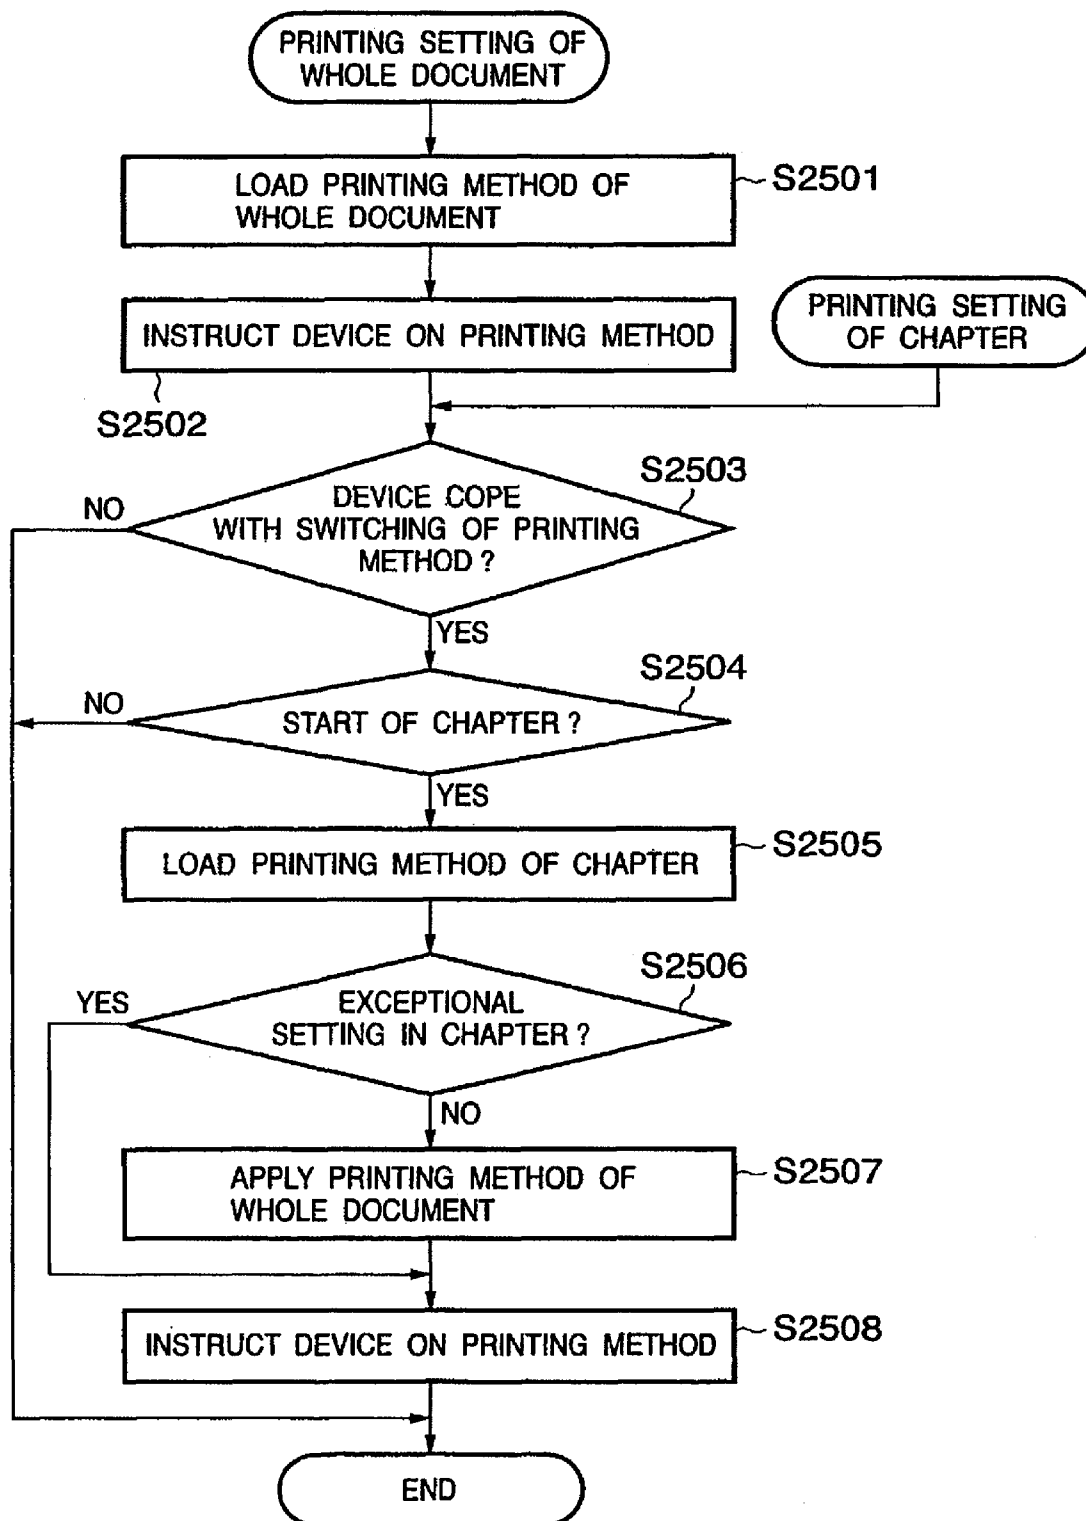 PRINTING SETTING OF
WHOLE DOCUMENT
LOAD PRINTING METHOD OF
WHOLE DOCUMENT
S2501
INSTRUCT DEVICE ON PRINTING METHOD
S2502
PRINTING SETTING
OF CHAPTER
S2503
DEVICE COPE
WITH SWITCHING OF PRINTING
METHOD ?
NO
YES
S2504
START OF CHAPTER ?
NO
YES
LOAD PRINTING METHOD OF CHAPTER
S2505
S2506
EXCEPTIONAL
SETTING IN CHAPTER ?
YES
NO
APPLY PRINTING METHOD OF
WHOLE DOCUMENT
S2507
INSTRUCT DEVICE ON PRINTING METHOD
S2508
END